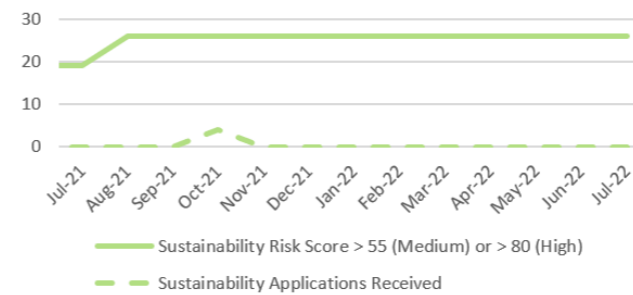 30
20
10
0
Jul-21 Aug-21 Sep-21 Oct-21 Nov-21 Dec-21 Jan-22 Feb-22 Mar-22 Apr-22 May-22 Jun-22 Jul-22
Sustainability Risk Score > 55 (Medium) or > 80 (High)
Sustainability Applications Received